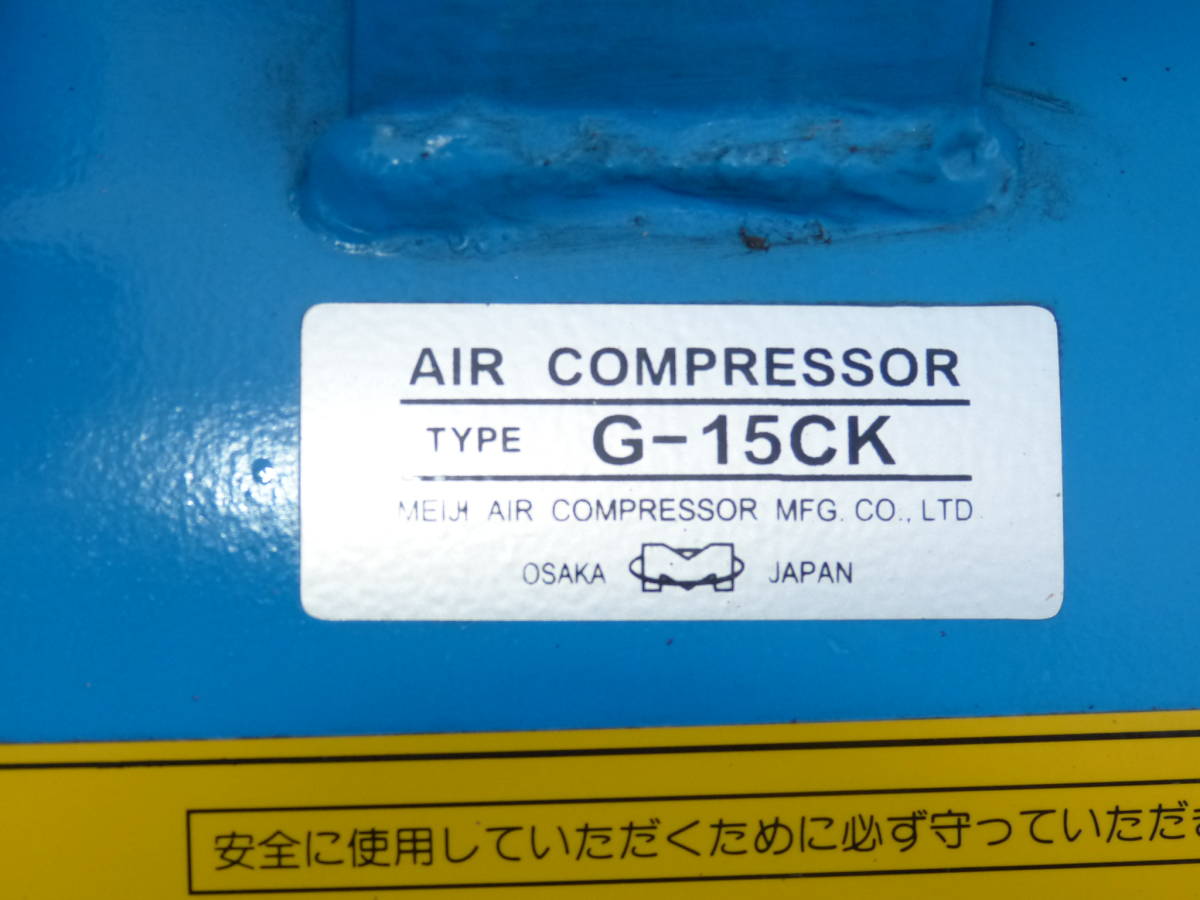 AIR COMPRESSOR
TYPE G-15CK
MEIJI AIR COMPRESSOR MFG. CO., LTD
OSAKA JAPAN
安全に使用していただくために必ず守っていただき